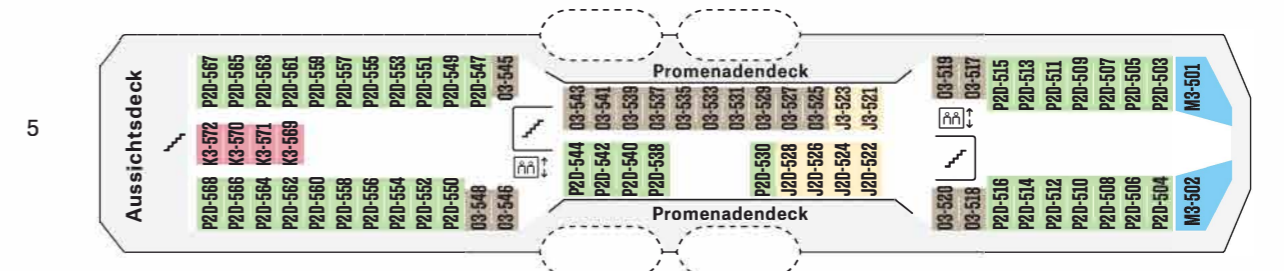 5
Aussichtsdeck
P2D-567 P2D-565 P2D-563 P2D-561 P2D-559 P2D-557 P2D-555 P2D-553 P2D-551 P2D-549 P2D-547 O3-545
K3-572 K3-570 K3-571 K3-569
P2D-568 P2D-566 P2D-564 P2D-562 P2D-560 P2D-558 P2D-556 P2D-554 P2D-552 P2D-550 O3-548 O3-546
Promenadendeck
O3-543 O3-541 O3-539 O3-537 O3-535 O3-533 O3-531 O3-529 O3-527 O3-525 J3-523 J3-521
P2D-544 P2D-542 P2D-540 P2D-538 P2D-530 J2D-528 J2D-526 J2D-524 J2D-522
Promenadendeck
O3-519 O3-517 P2D-515 P2D-513 P2D-511 P2D-509 P2D-507 P2D-505 P2D-503 M3-501
O3-520 O3-518 P2D-516 P2D-514 P2D-512 P2D-510 P2D-508 P2D-506 P2D-504 M3-502